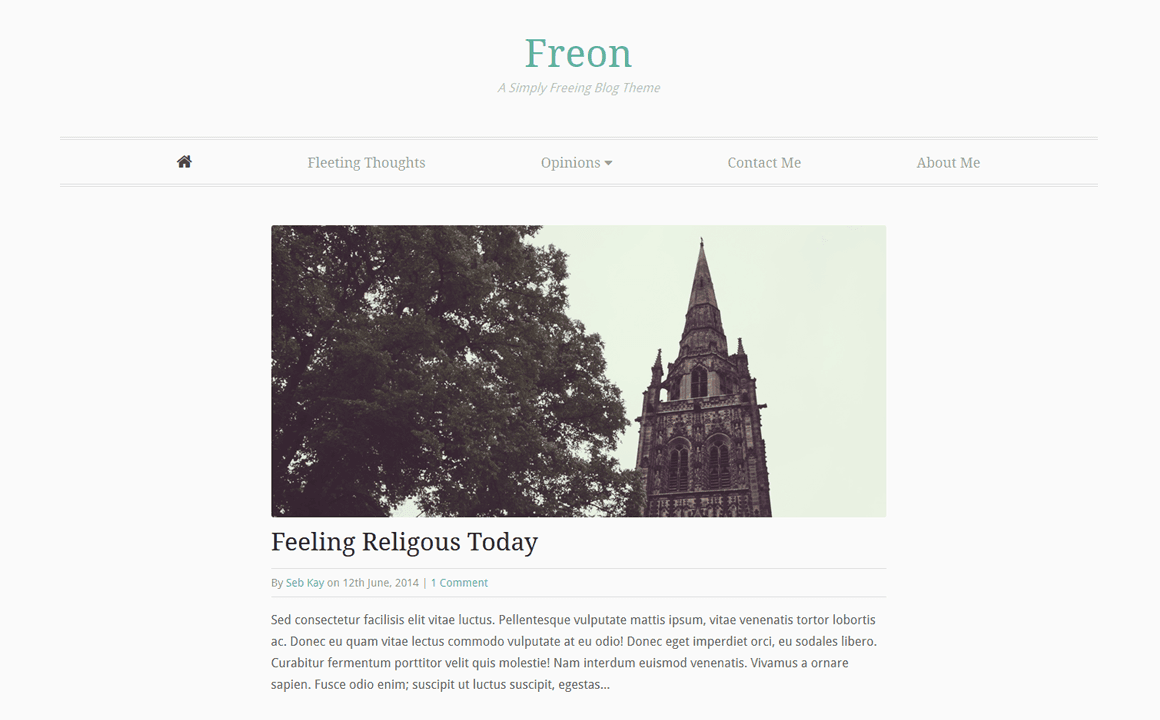 Freon
A Simply Freeing Blog Theme
Fleeting Thoughts Opinions Contact Me About Me
Feeling Religous Today
By Seb Kay on 12th June, 2014 | 1 Comment
Sed consectetur facilisis elit vitae luctus. Pellentesque vulputate mattis ipsum, vitae venenatis tortor lobortis
ac. Donec eu quam vitae lectus commodo vulputate at eu odio! Donec eget imperdiet orci, eu sodales libero.
Curabitur fermentum porttitor velit quis molestie! Nam interdum euismod venenatis. Vivamus a ornare
sapien. Fusce odio enim; suscipit ut luctus suscipit, egestas...